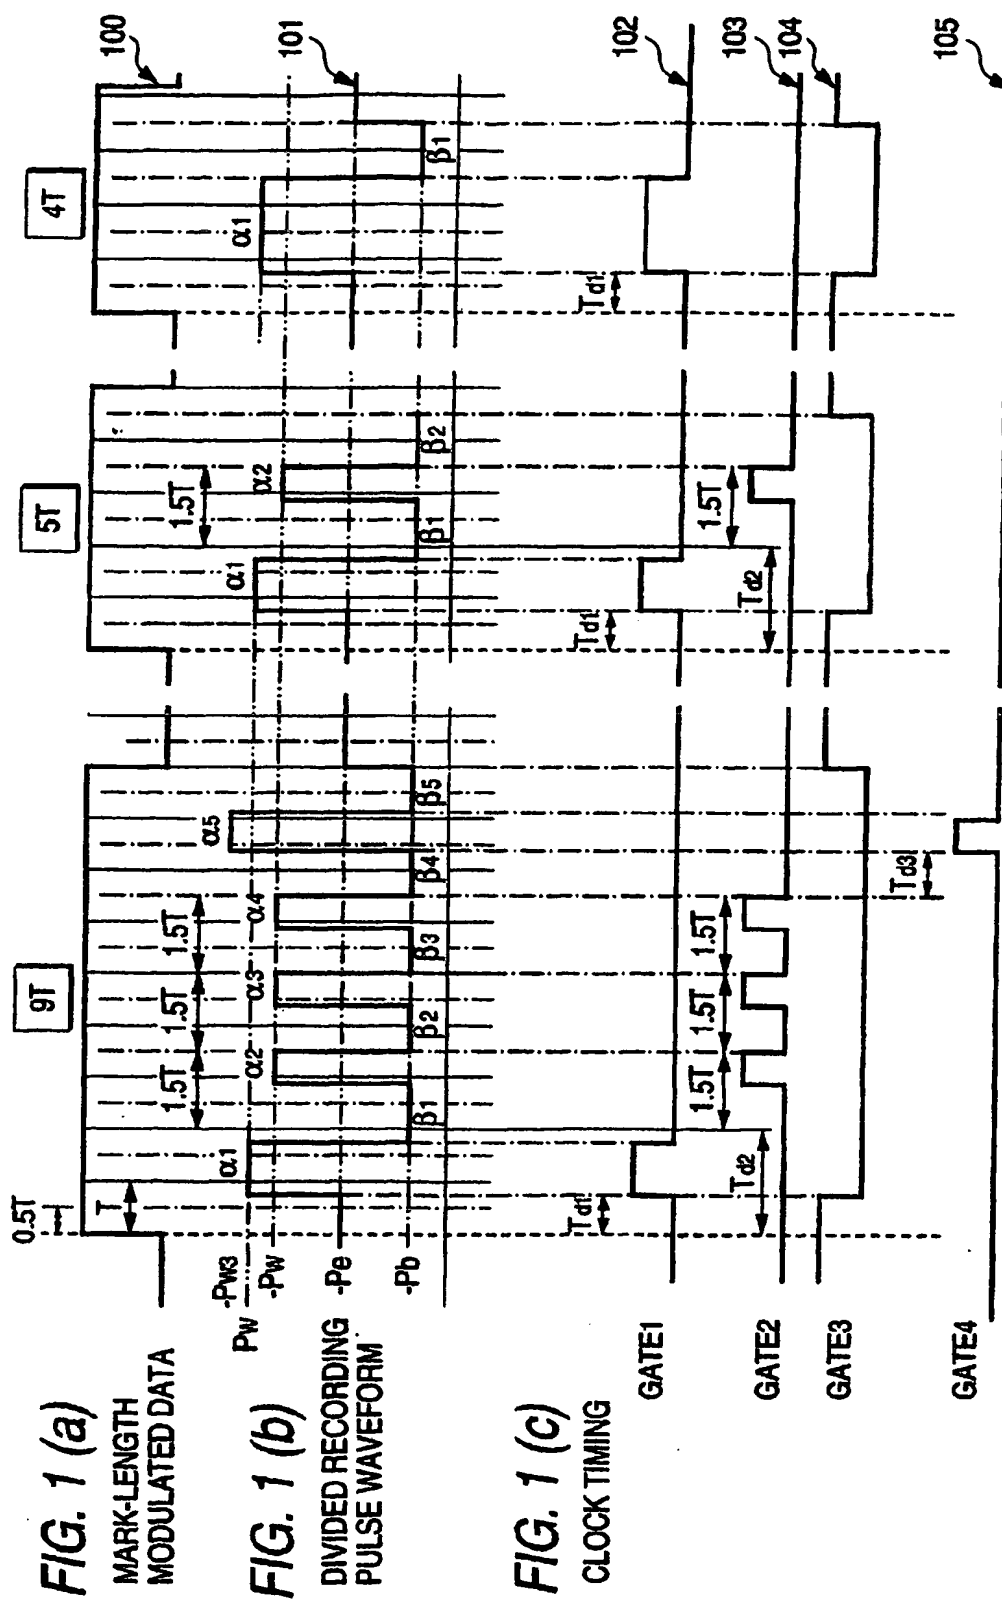 FIG. 1 (a)
MARK-LENGTH
MODULATED DATA
0.5T
T
9T
5T
4T
100
1.5T
1.5T
1.5T
1.5T
FIG. 1 (b)
DIVIDED RECORDING
PULSE WAVEFORM
-Pw3
Pw
-Pw
-Pe
-Pb
α1
α2
α3
α4
α5
β1
β2
β3
β4
β5
α1
α2
β1
β2
α1
β1
101
FIG. 1 (c)
CLOCK TIMING
GATE1
Td1
Td1
Td1
102
GATE2
Td2
1.5T
1.5T
1.5T
Td2
1.5T
103
GATE3
104
GATE4
Td3
105